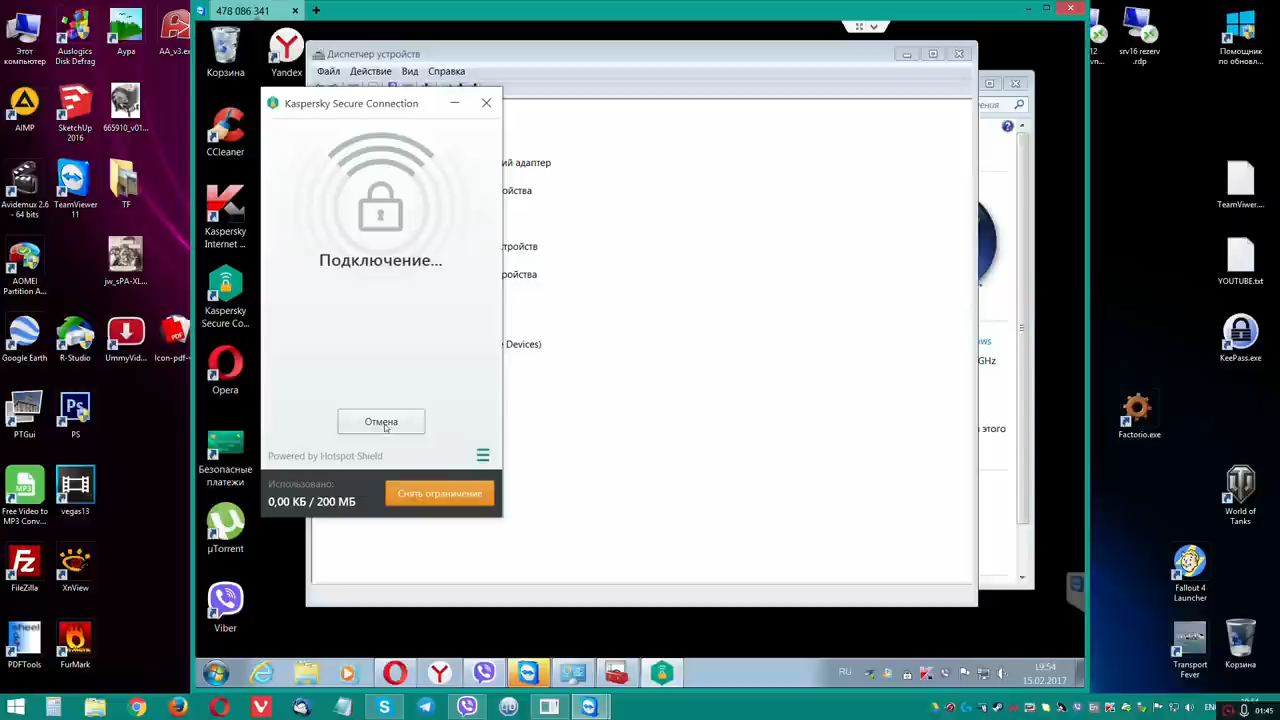 478 086 341
Этот
компьютер
Auslogics
Disk Defrag
Аура
AA_v3.exe
Корзина
Yandex
Диспетчер устройств
Файл
Действие
Вид
Справка
srv16 rezerv
.rdp
Помощник
по обновл...
AIMP
SketchUp
2016
665910_v01...
CCleaner
Kaspersky Secure Connection
Подключение...
Отмена
Powered by Hotspot Shield
Использовано:
0,00 КБ / 200 МБ
Снять ограничение
ий адаптер
ойства
тройств
ройства
e Devices)
GHz
з этого
Avidemux 2.6
- 64 bits
TeamViewer
11
TF
Kaspersky
Internet ...
TeamViwer....
AOMEI
Partition A...
jw_sPA-XL...
Kaspersky
Secure Co...
YOUTUBE.txt
Google Earth
R-Studio
UmmyVid...
Icon-pdf-
Opera
KeePass.exe
PTGui
PS
Безопасные
платежи
Factorio.exe
Free Video to
MP3 Conv...
vegas13
µTorrent
World of
Tanks
FileZilla
XnView
Viber
Fallout 4
Launcher
PDFTools
FurMark
Transport
Fever
Корзина
RU
19:54
15.02.2017
ENG
01:45